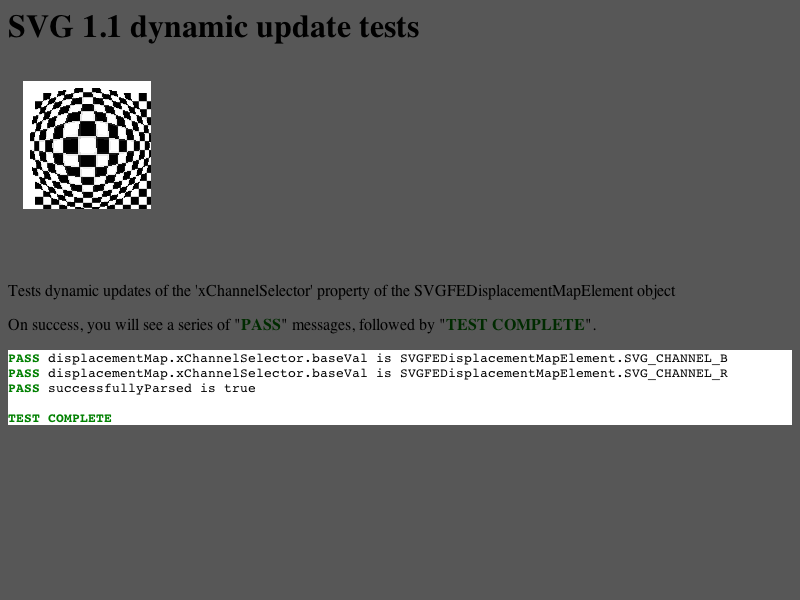 SVG 1.1 dynamic update tests
Tests dynamic updates of the 'xChannelSelector' property of the SVGFEDisplacementMapElement object
On success, you will see a series of "PASS" messages, followed by "TEST COMPLETE".
PASS displacementMap.xChannelSelector.baseVal is SVGFEDisplacementMapElement.SVG_CHANNEL_B
PASS displacementMap.xChannelSelector.baseVal is SVGFEDisplacementMapElement.SVG_CHANNEL_R
PASS successfullyParsed is true
TEST COMPLETE